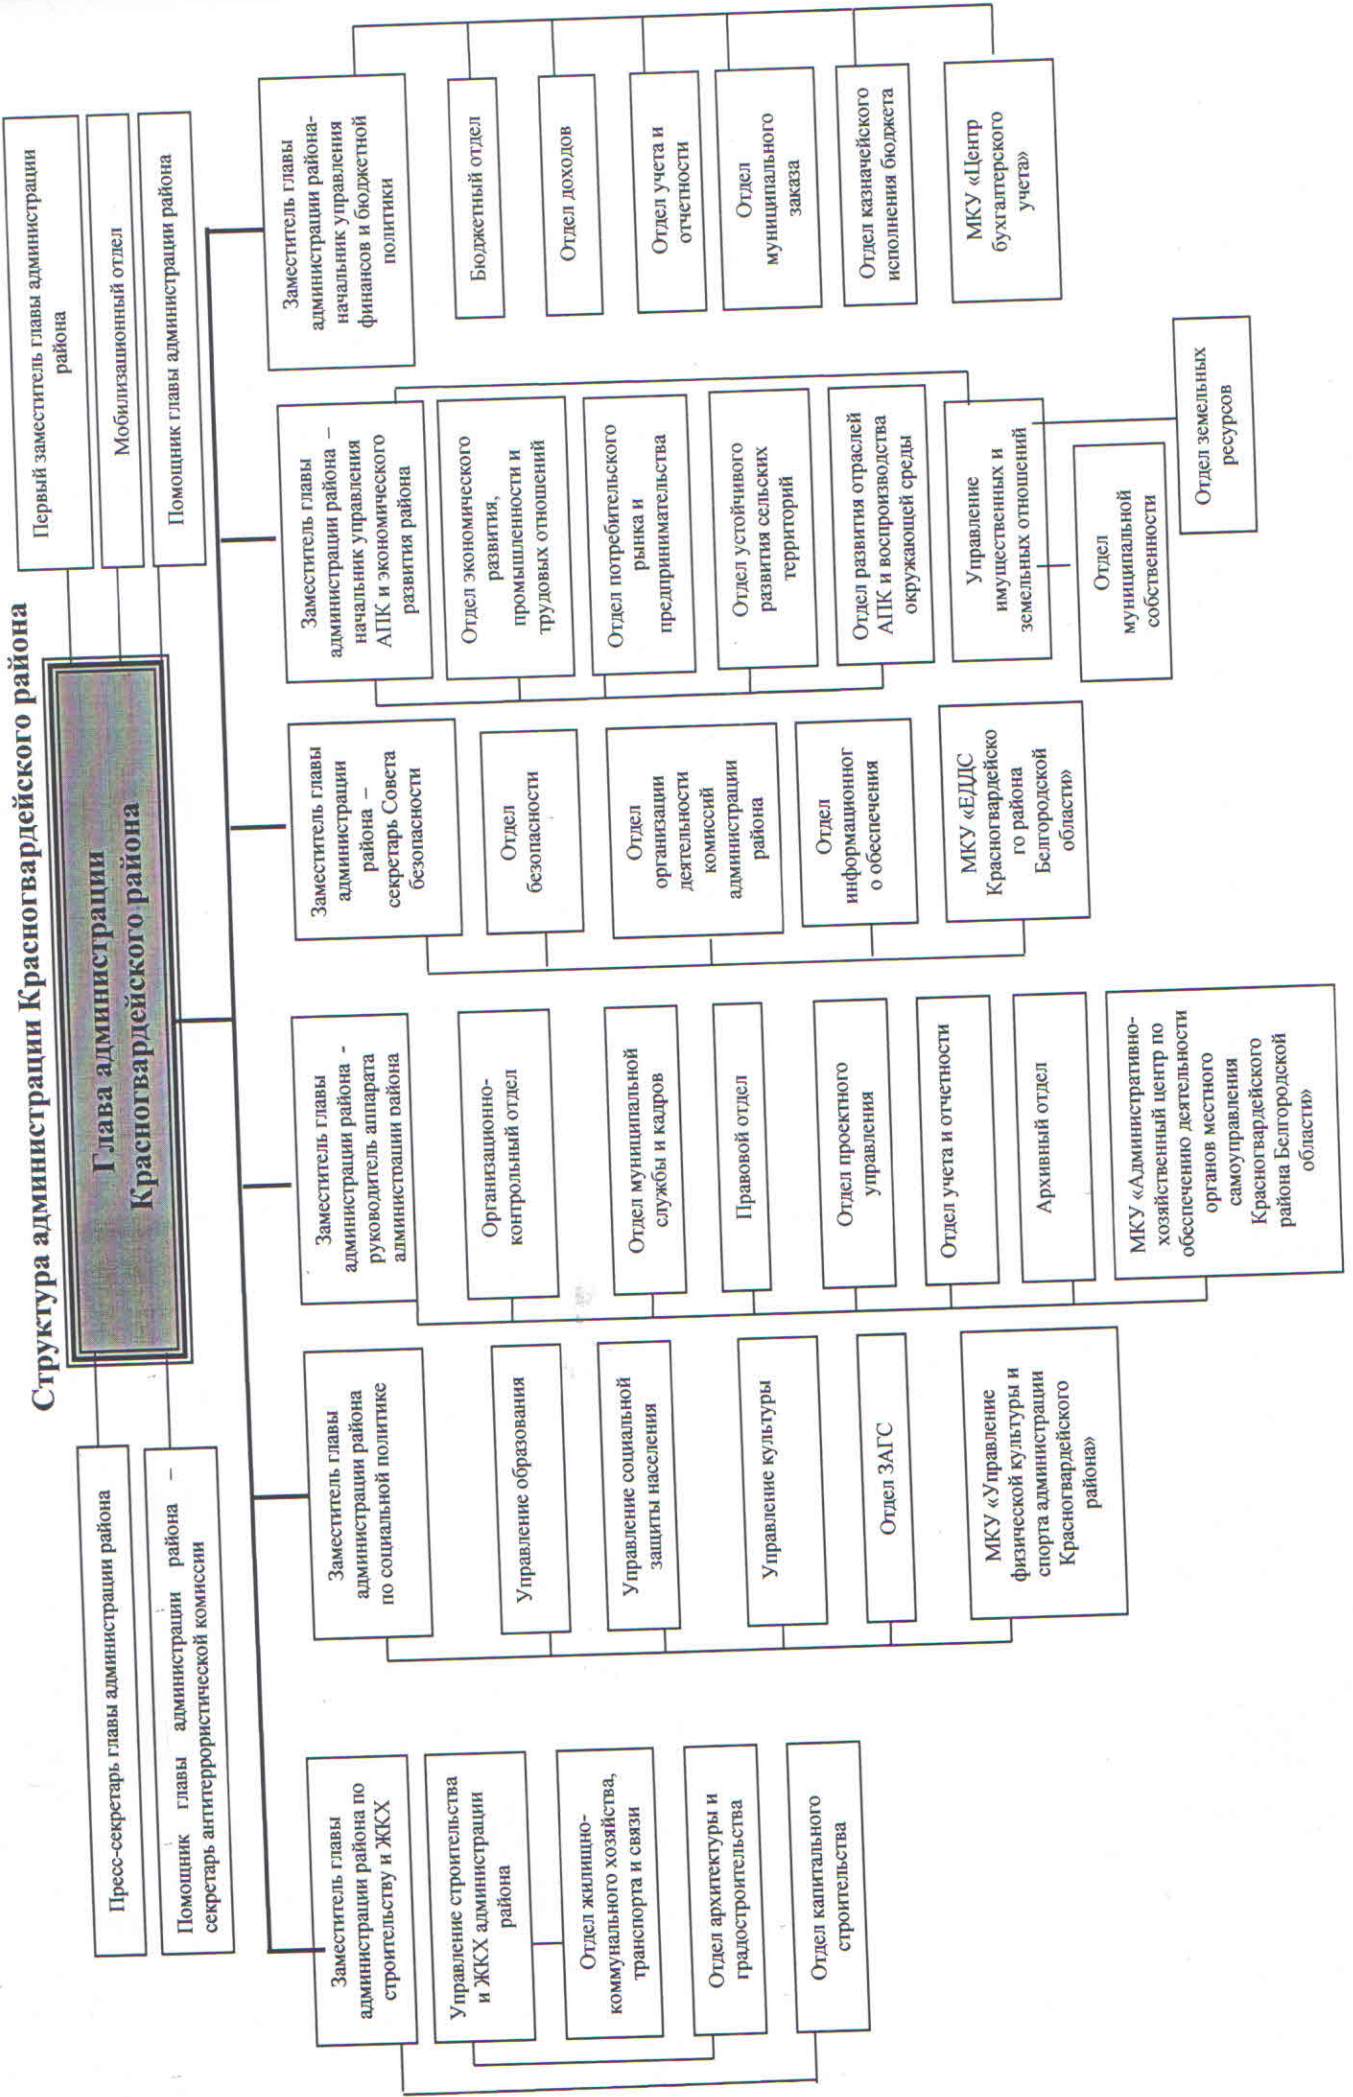 Структура администрации Красногвардейского района
Глава администрации
Красногвардейского района
Пресс-секретарь главы администрации района
Помощник главы администрации района –
секретарь антитеррористической комиссии
Первый заместитель главы администрации
района
Мобилизационный отдел
Помощник главы администрации района
Заместитель главы
администрации района по
строительству и ЖКХ
Управление строительства
и ЖКХ администрации
района
Отдел жилищно-
коммунального хозяйства,
транспорта и связи
Отдел архитектуры и
градостроительства
Отдел капитального
строительства
Заместитель главы
администрации района
по социальной политике
Управление образования
Управление социальной
защиты населения
Управление культуры
Отдел ЗАГС
МКУ «Управление
физической культуры и
спорта администрации
Красногвардейского
района»
Заместитель главы
администрации района -
руководитель аппарата
администрации района
Организационно-
контрольный отдел
Отдел муниципальной
службы и кадров
Правовой отдел
Отдел проектного
управления
Отдел учета и отчетности
Архивный отдел
МКУ «Административно-
хозяйственный центр по
обеспечению деятельности
органов местного
самоуправления
Красногвардейского
района Белгородской
области»
Заместитель главы
администрации
района –
секретарь Совета
безопасности
Отдел
безопасности
Отдел
организации
деятельности
комиссий
администрации
района
Отдел
информационног
о обеспечения
МКУ «ЕДДС
Красногвардейско
го района
Белгородской
области»
Заместитель главы
администрации района –
начальник управления
АПК и экономического
развития района
Отдел экономического
развития,
промышленности и
трудовых отношений
Отдел потребительского
рынка и
предпринимательства
Отдел устойчивого
развития сельских
территорий
Отдел развития отраслей
АПК и воспроизводства
окружающей среды
Управление
имущественных и
земельных отношений
Отдел
муниципальной
собственности
Отдел земельных
ресурсов
Заместитель главы
администрации района-
начальник управления
финансов и бюджетной
политики
Бюджетный отдел
Отдел доходов
Отдел учета и
отчетности
Отдел
муниципального
заказа
Отдел казначейского
исполнения бюджета
МКУ «Центр
бухгалтерского
учета»